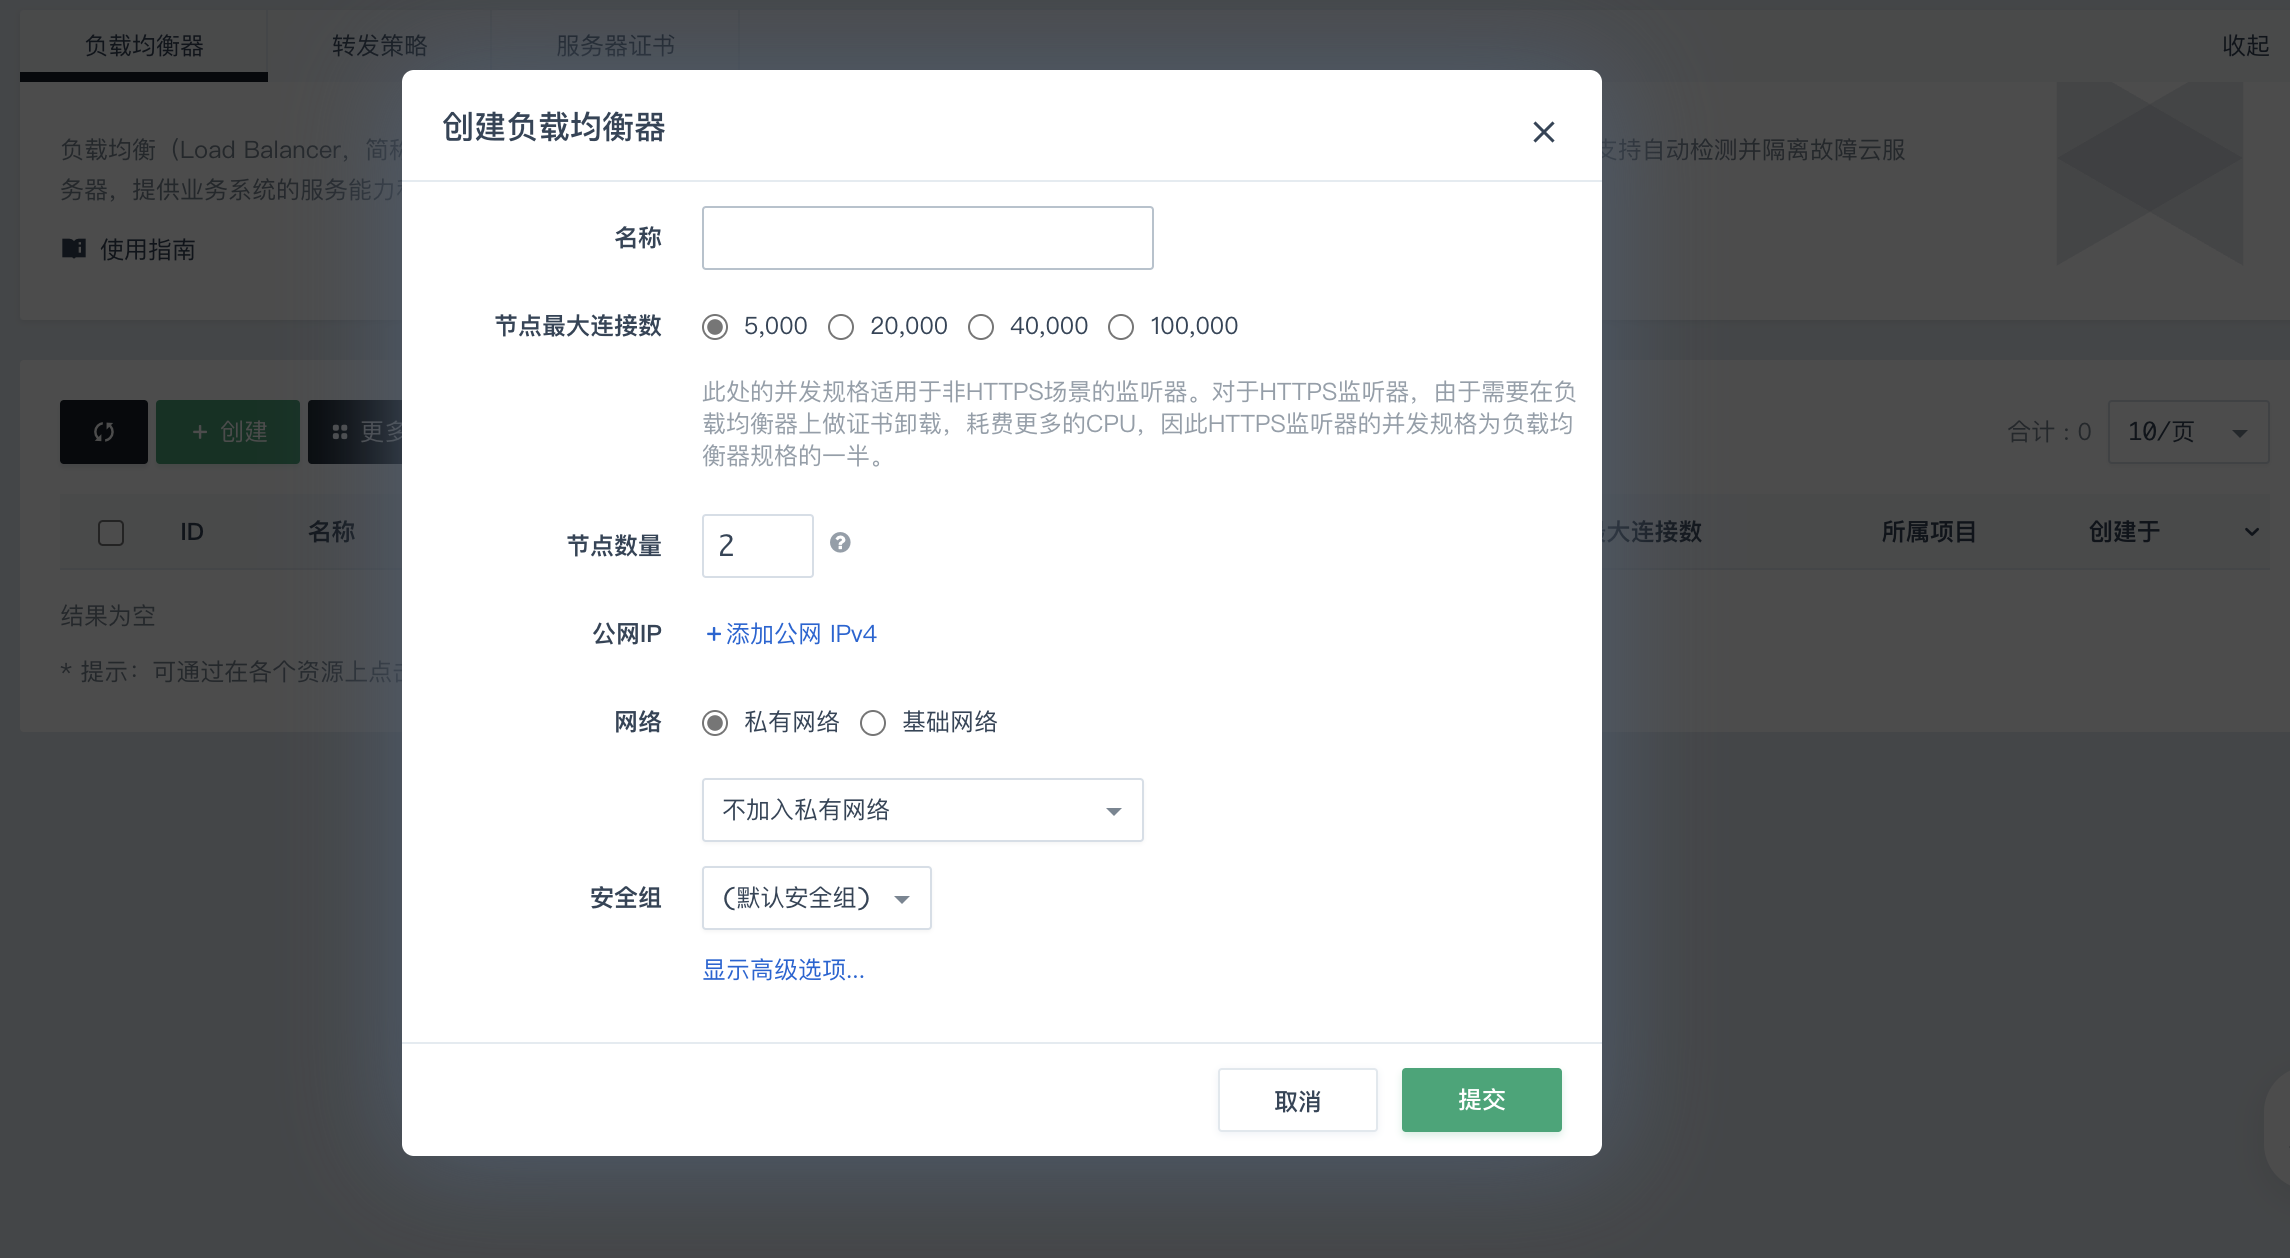 负载均衡器
转发策略
服务器证书
收起
创建负载均衡器
负载均衡（Load Balancer，简称
支持自动检测并隔离故障云服
务器，提供业务系统的服务能力
使用指南
名称
节点最大连接数
5,000
20,000
40,000
100,000
此处的并发规格适用于非HTTPS场景的监听器。对于HTTPS监听器，由于需要在负
载均衡器上做证书卸载，耗费更多的CPU，因此HTTPS监听器的并发规格为负载均
衡器规格的一半。
+ 创建
更多
合计：0
10/页
ID
名称
大连接数
所属项目
创建于
节点数量
2
结果为空
公网IP
+添加公网 IPv4
* 提示：可通过在各个资源上点击
网络
私有网络
基础网络
不加入私有网络
安全组
(默认安全组)
显示高级选项...
取消
提交